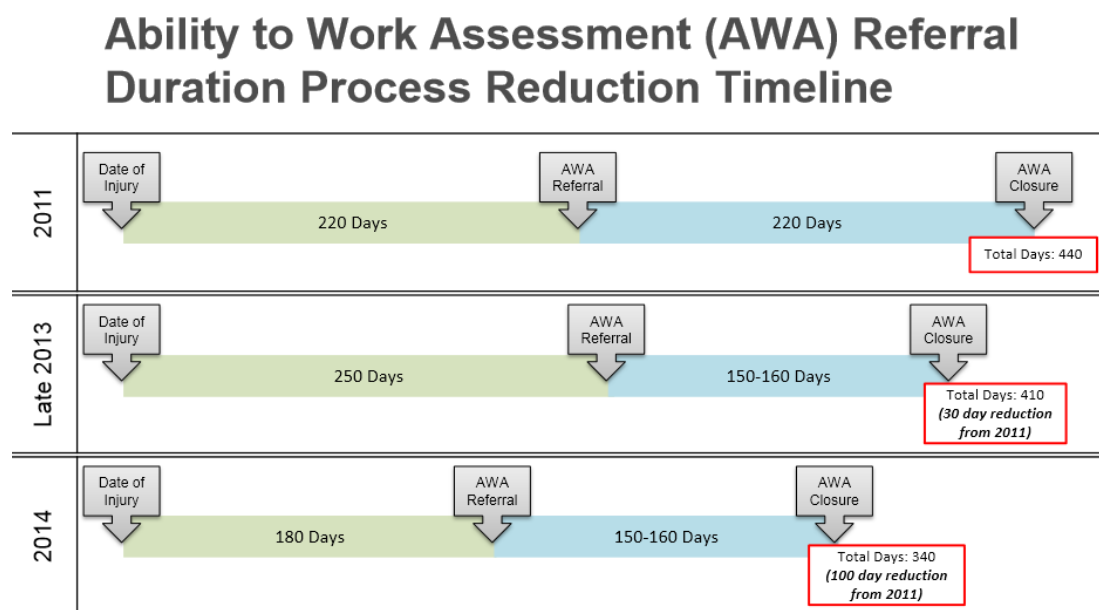 Ability to Work Assessment (AWA) Referral
Duration Process Reduction Timeline
2011
Date of
Injury
220 Days
AWA
Referral
220 Days
AWA
Closure
Total Days: 440
Late 2013
Date of
Injury
250 Days
AWA
Referral
150-160 Days
AWA
Closure
Total Days: 410
(30 day reduction
from 2011)
2014
Date of
Injury
180 Days
AWA
Referral
150-160 Days
AWA
Closure
Total Days: 340
(100 day reduction
from 2011)